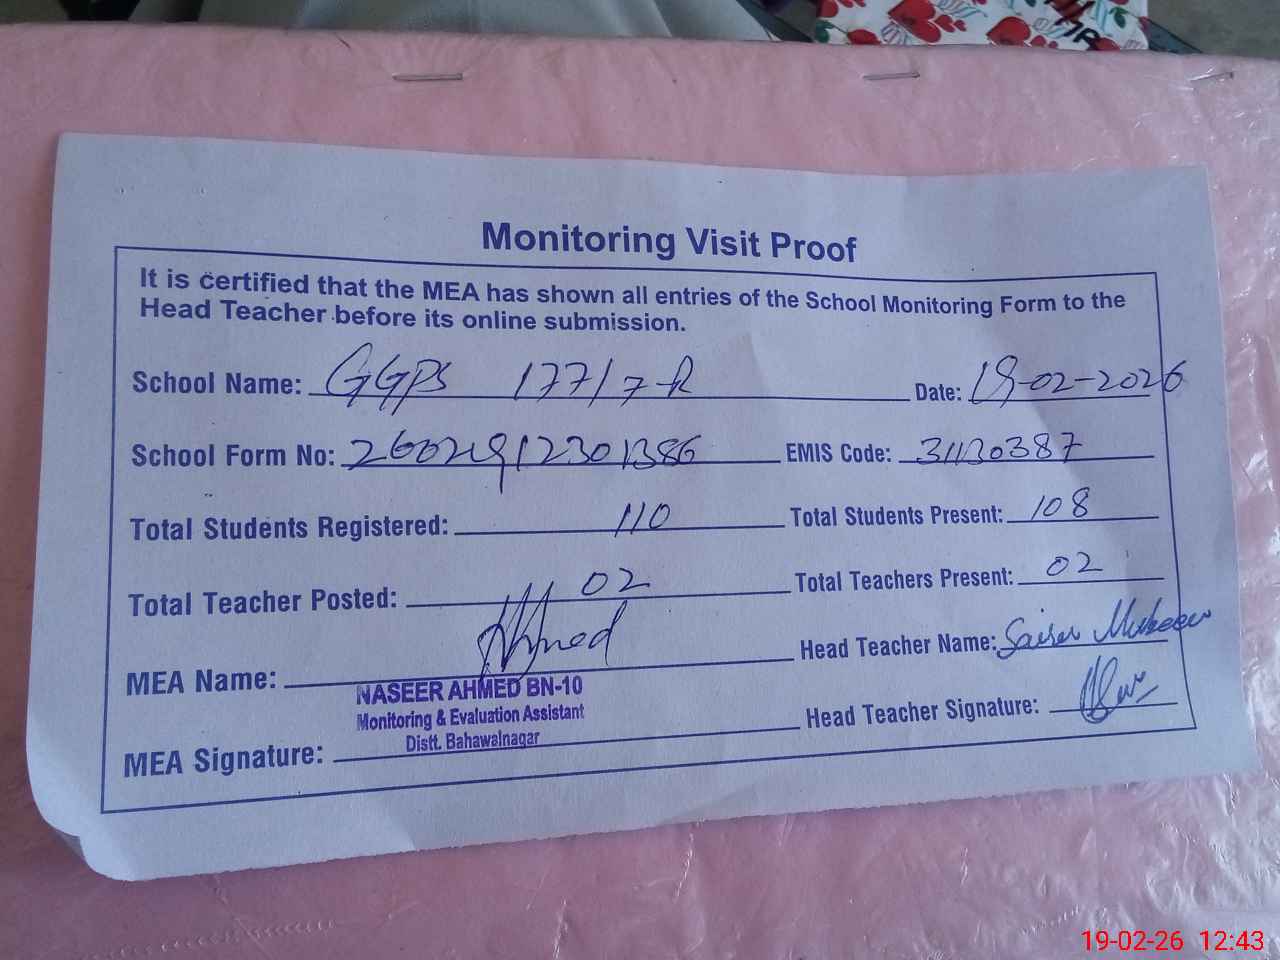 Monitoring Visit Proof
It is certified that the MEA has shown all entries of the School Monitoring Form to the
Head Teacher before its online submission.
School Name: GGPS 177/7-R Date: 19-02-2026
School Form No: EMIS Code: 31130387
Total Students Registered: 110 Total Students Present: 108
Total Teacher Posted: 02 Total Teachers Present: 02
MEA Name: Ahmed Head Teacher Name:
NASEER AHMED BN-10
Monitoring & Evaluation Assistant
Distt. Bahawalnagar
MEA Signature: Head Teacher Signature:
19-02-26 12:43